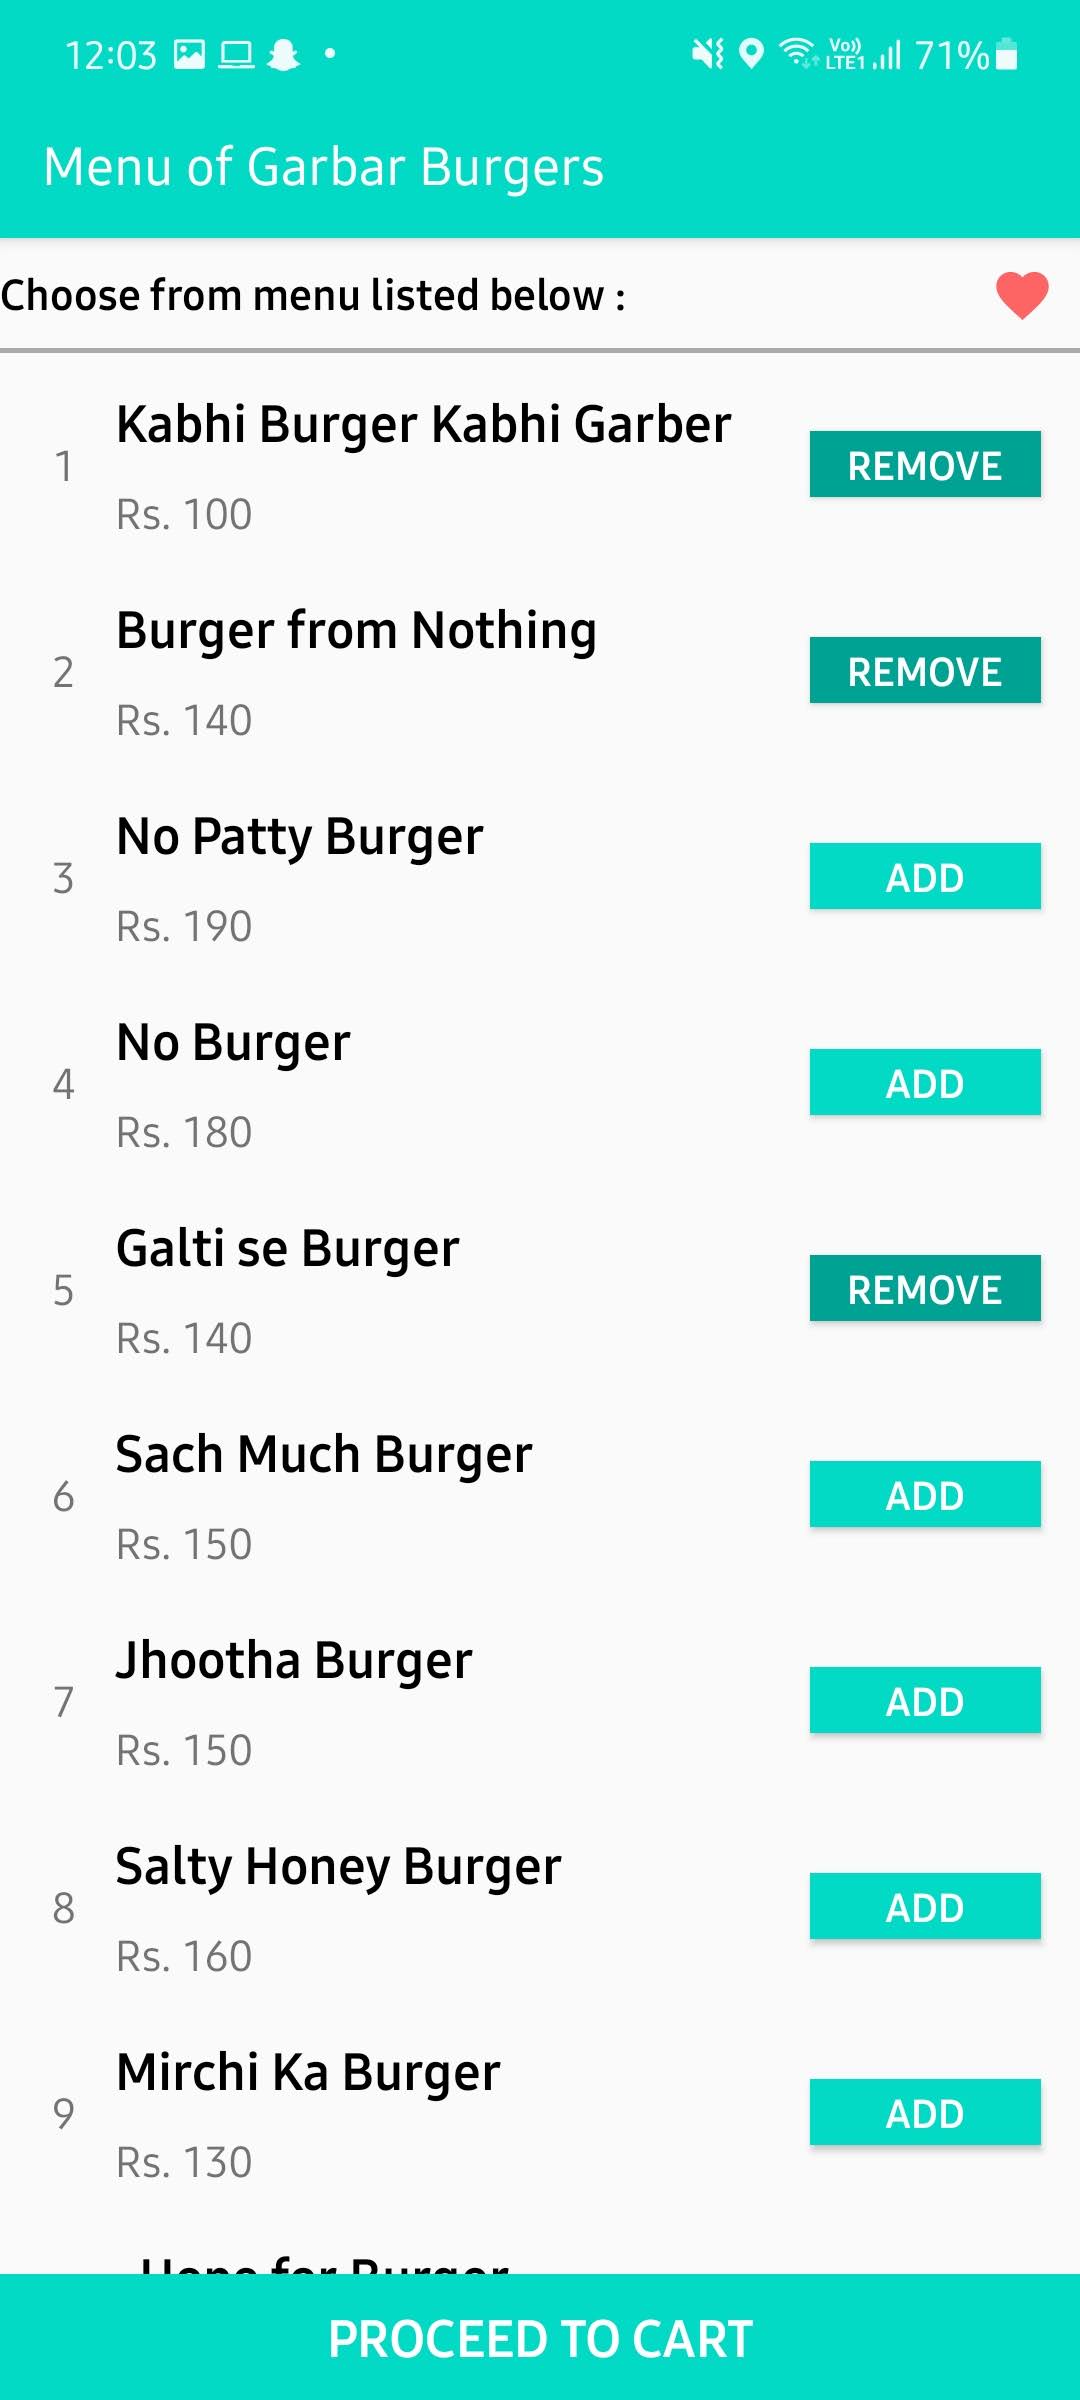 12:03 Vo)) LTE1 71%
Menu of Garbar Burgers
Choose from menu listed below :
Kabhi Burger Kabhi Garber
1 REMOVE
Rs. 100
Burger from Nothing
2 REMOVE
Rs. 140
No Patty Burger
3 ADD
Rs. 190
No Burger
4 ADD
Rs. 180
Galti se Burger
5 REMOVE
Rs. 140
Sach Much Burger
6 ADD
Rs. 150
Jhootha Burger
7 ADD
Rs. 150
Salty Honey Burger
8 ADD
Rs. 160
Mirchi Ka Burger
9 ADD
Rs. 130
for Burger
PROCEED TO CART